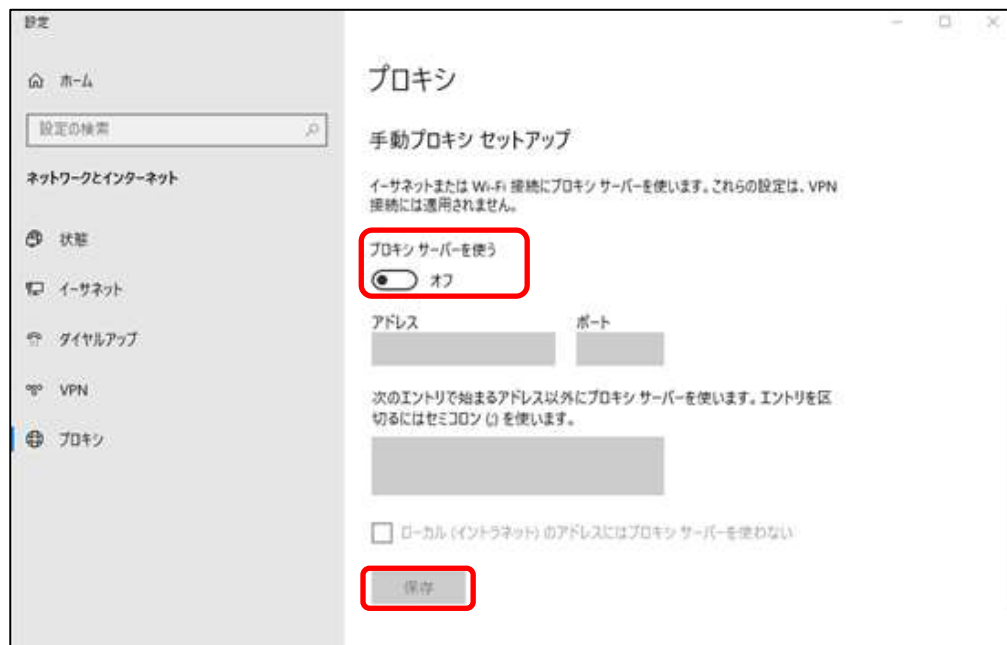 設定
ホーム
設定の検索
ネットワークとインターネット
状態
イーサネット
ダイヤルアップ
VPN
プロキシ
プロキシ
手動プロキシ セットアップ
イーサネットまたは Wi-Fi 接続にプロキシ サーバーを使います。これらの設定は、VPN
接続には適用されません。
プロキシ サーバーを使う
オフ
アドレス ポート
次のエントリで始まるアドレス以外にプロキシ サーバーを使います。エントリを区
切るにはセミコロン (;) を使います。
ローカル (イントラネット) のアドレスにはプロキシ サーバーを使わない
保存